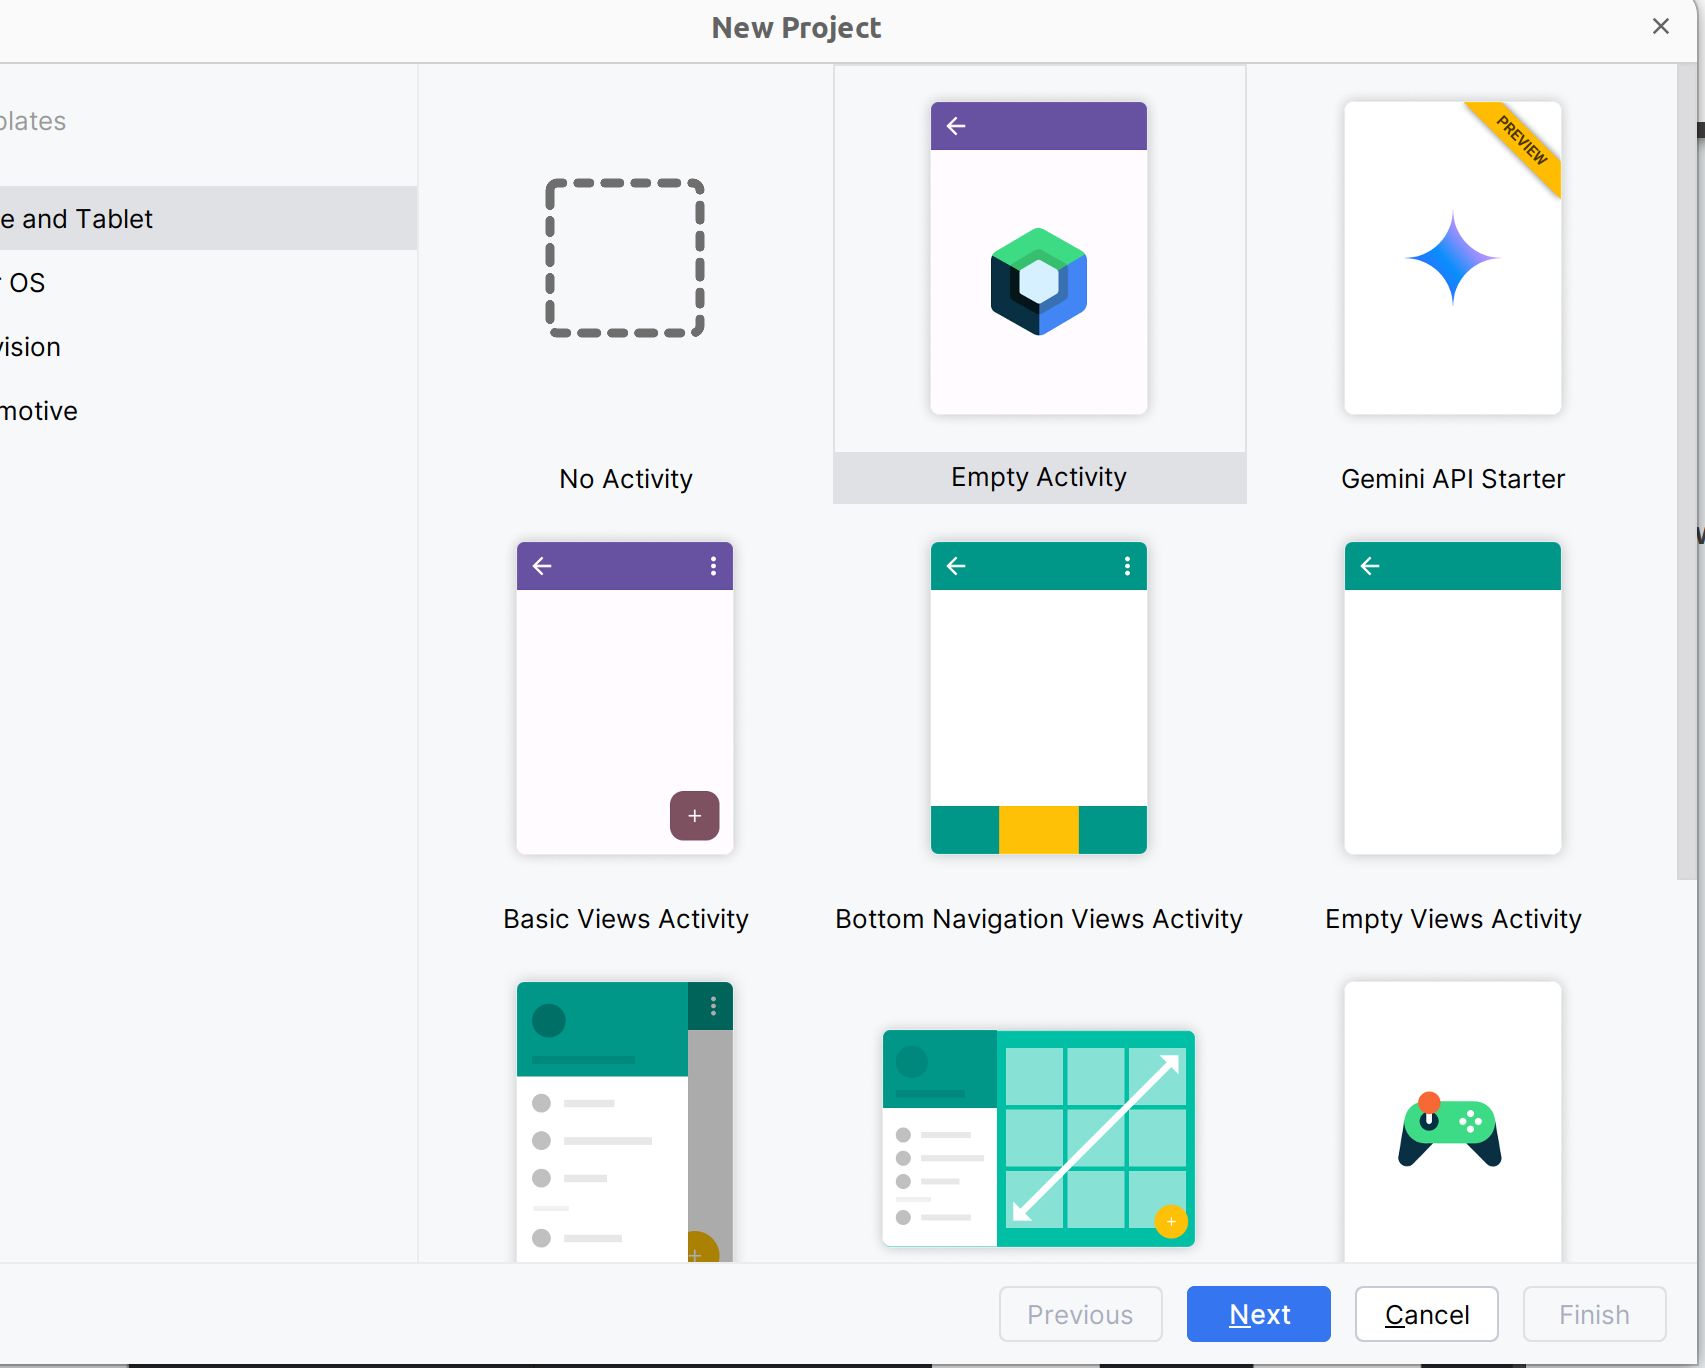 New Project
plates
e and Tablet
r OS
vision
motive
PREVIEW
No Activity
Empty Activity
Gemini API Starter
Basic Views Activity
Bottom Navigation Views Activity
Empty Views Activity
Previous
Next
Cancel
Finish